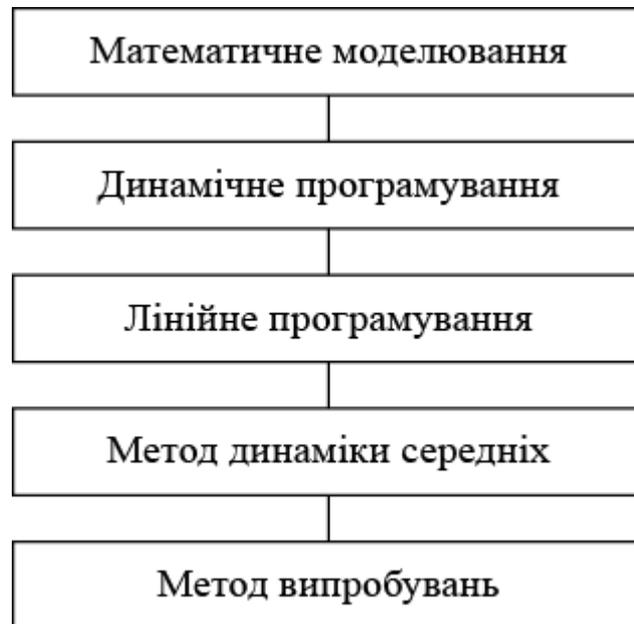 Математичне моделювання
Динамічне програмування
Лінійне програмування
Метод динаміки середніх
Метод випробувань